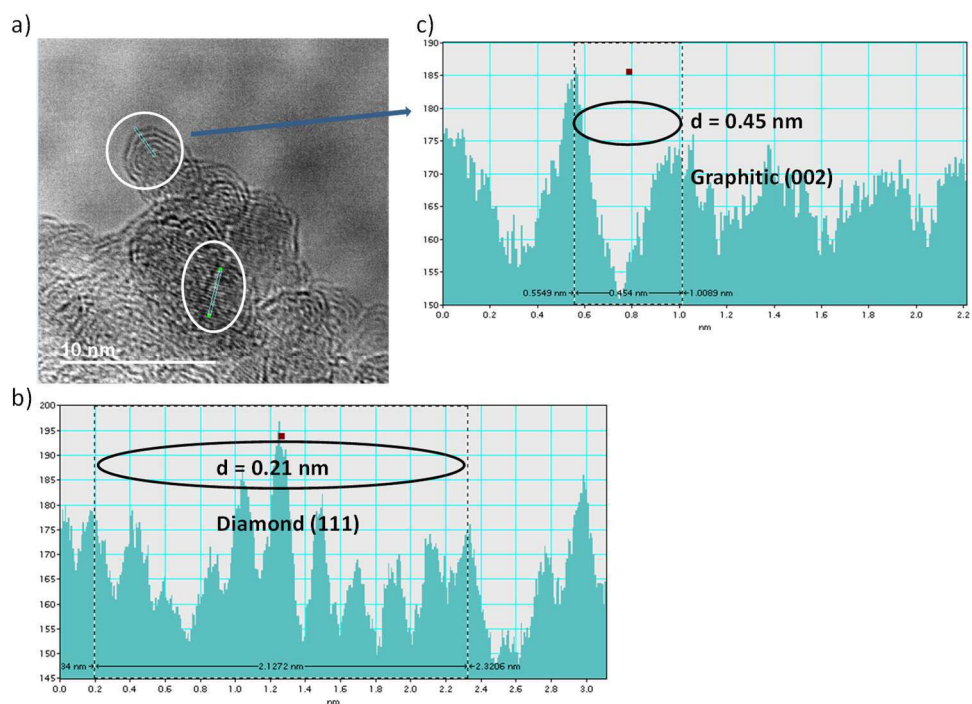 a)
10 nm
c)
190
185
180
175
170
165
160
155
150
d = 0.45 nm
Graphitic (002)
0.5549 nm
0.454 nm
1.0089 nm
0.0 0.2 0.4 0.6 0.8 1.0 1.2 1.4 1.6 1.8 2.0 2.2
nm
b)
200
195
190
185
180
175
170
165
160
155
150
145
d = 0.21 nm
Diamond (111)
34 nm
2.1272 nm
2.3206 nm
0.0 0.2 0.4 0.6 0.8 1.0 1.2 1.4 1.6 1.8 2.0 2.2 2.4 2.6 2.8 3.0
nm